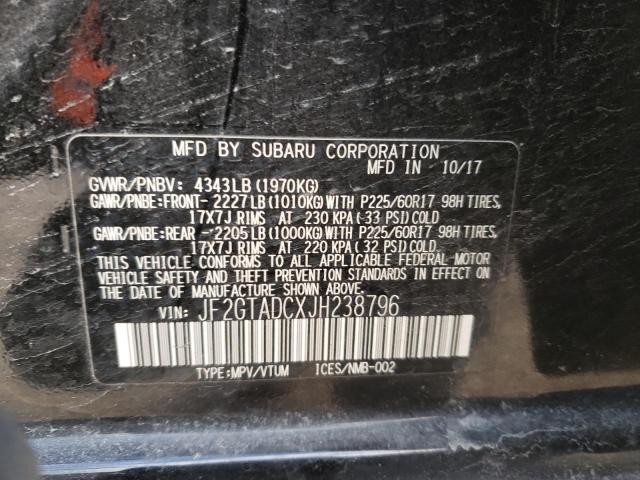 MFD BY SUBARU CORPORATION
MFD IN 10/17
GVWR/PNBV: 4343LB(1970KG)
GAWR/PNBE:FRONT- 2227LB(1010KG)WITH P225/60R17 98H TIRES,
17X7J RIMS AT 230 KPA(33 PSI)COLD
GAWR/PNBE:REAR -2205LB(1000KG)WITH P225/60R17 98H TIRES,
17X7J RIMS AT 220 KPA(32 PSI)COLD.
THIS VEHICLE CONFORMS TO ALL APPLICABLE FEDERAL MOTOR
VEHICLE SAFETY AND THEFT PREVENTION STANDARDS IN EFFECT ON
THE DATE OF MANUFACTURE SHOWN ABOVE.
VIN: JF2GTADCXJH238796
TYPE:MPV/VTUM ICES/NMB-002